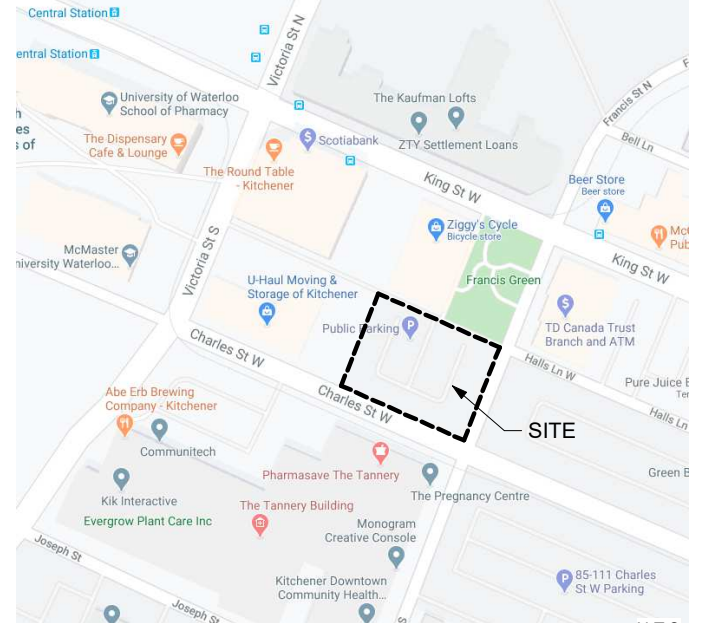 Central Station
entral Station
Victoria St N
University of Waterloo
School of Pharmacy
The Kaufman Lofts
Francis St N
The Dispensary
Cafe & Lounge
Scotiabank
ZTY Settlement Loans
Bell Ln
The Round Table
- Kitchener
King St W
Beer Store
Beer store
Ziggy's Cycle
Bicycle store
Victoria St S
McMaster
niversity Waterloo...
King St W
U-Haul Moving &
Storage of Kitchener
Francis Green
Public Parking
TD Canada Trust
Branch and ATM
Charles St W
Halls Ln W
Pure Juice
Abe Erb Brewing
Company - Kitchener
Charles St W
Halls Ln
SITE
Communitech
Pharmasave The Tannery
Green B
Kik Interactive
The Pregnancy Centre
Evergrow Plant Care Inc
The Tannery Building
Monogram
Creative Console
Joseph St
Kitchener Downtown
Community Health...
85-111 Charles
St W Parking
Joseph St